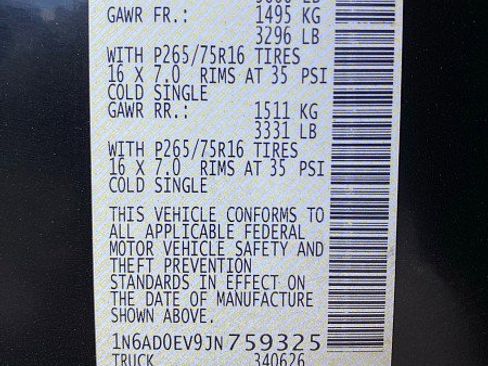 GAWR FR.: 1495 KG
3296 LB
WITH P265/75R16 TIRES
16 X 7.0 RIMS AT 35 PSI
COLD SINGLE
GAWR RR.: 1511 KG
3331 LB
WITH P265/75R16 TIRES
16 X 7.0 RIMS AT 35 PSI
COLD SINGLE
THIS VEHICLE CONFORMS TO
ALL APPLICABLE FEDERAL
MOTOR VEHICLE SAFETY AND
THEFT PREVENTION
STANDARDS IN EFFECT ON
THE DATE OF MANUFACTURE
SHOWN ABOVE.
1N6AD0EV9JN759325
TRUCK 340626